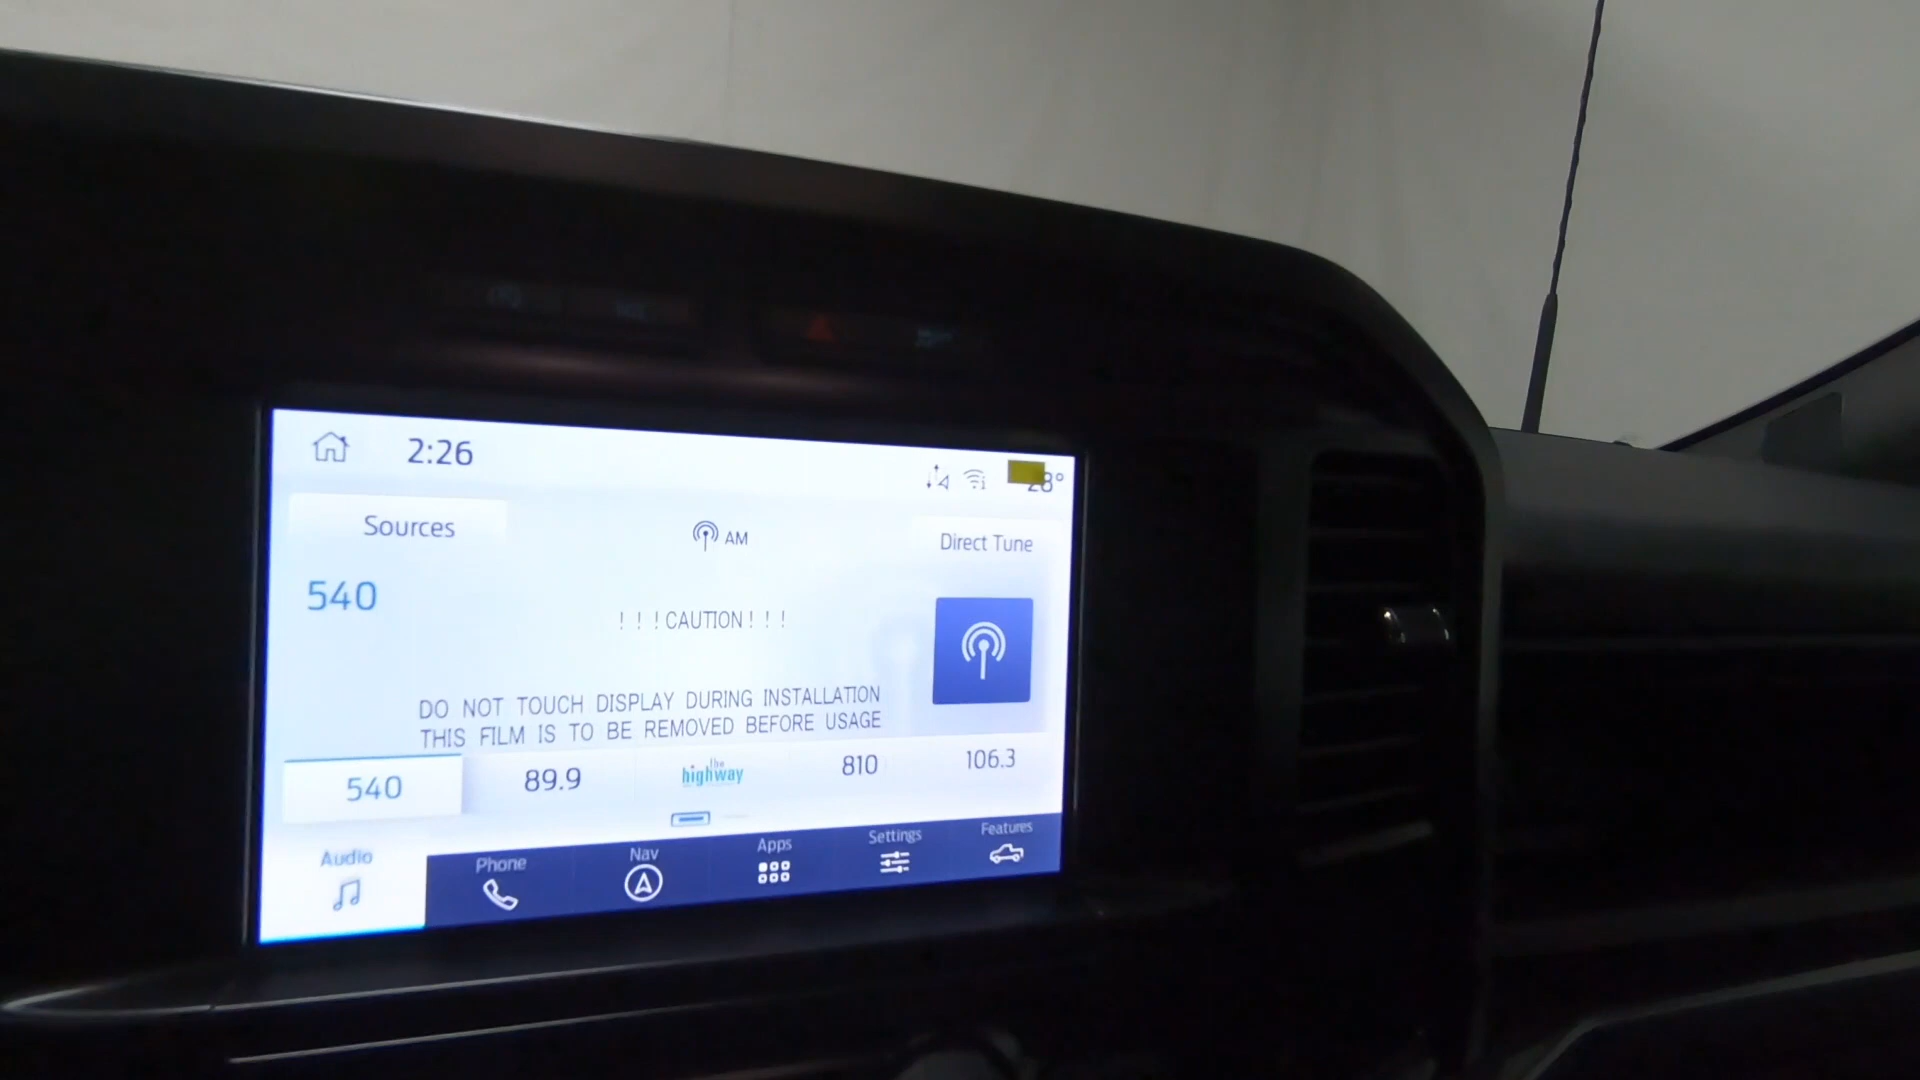 2:26
28°
Sources
AM
Direct Tune
540
! ! ! CAUTION ! ! !
DO NOT TOUCH DISPLAY DURING INSTALLATION
THIS FILM IS TO BE REMOVED BEFORE USAGE
540
89.9
the
highway
810
106.3
Audio
Phone
Nav
Apps
Settings
Features